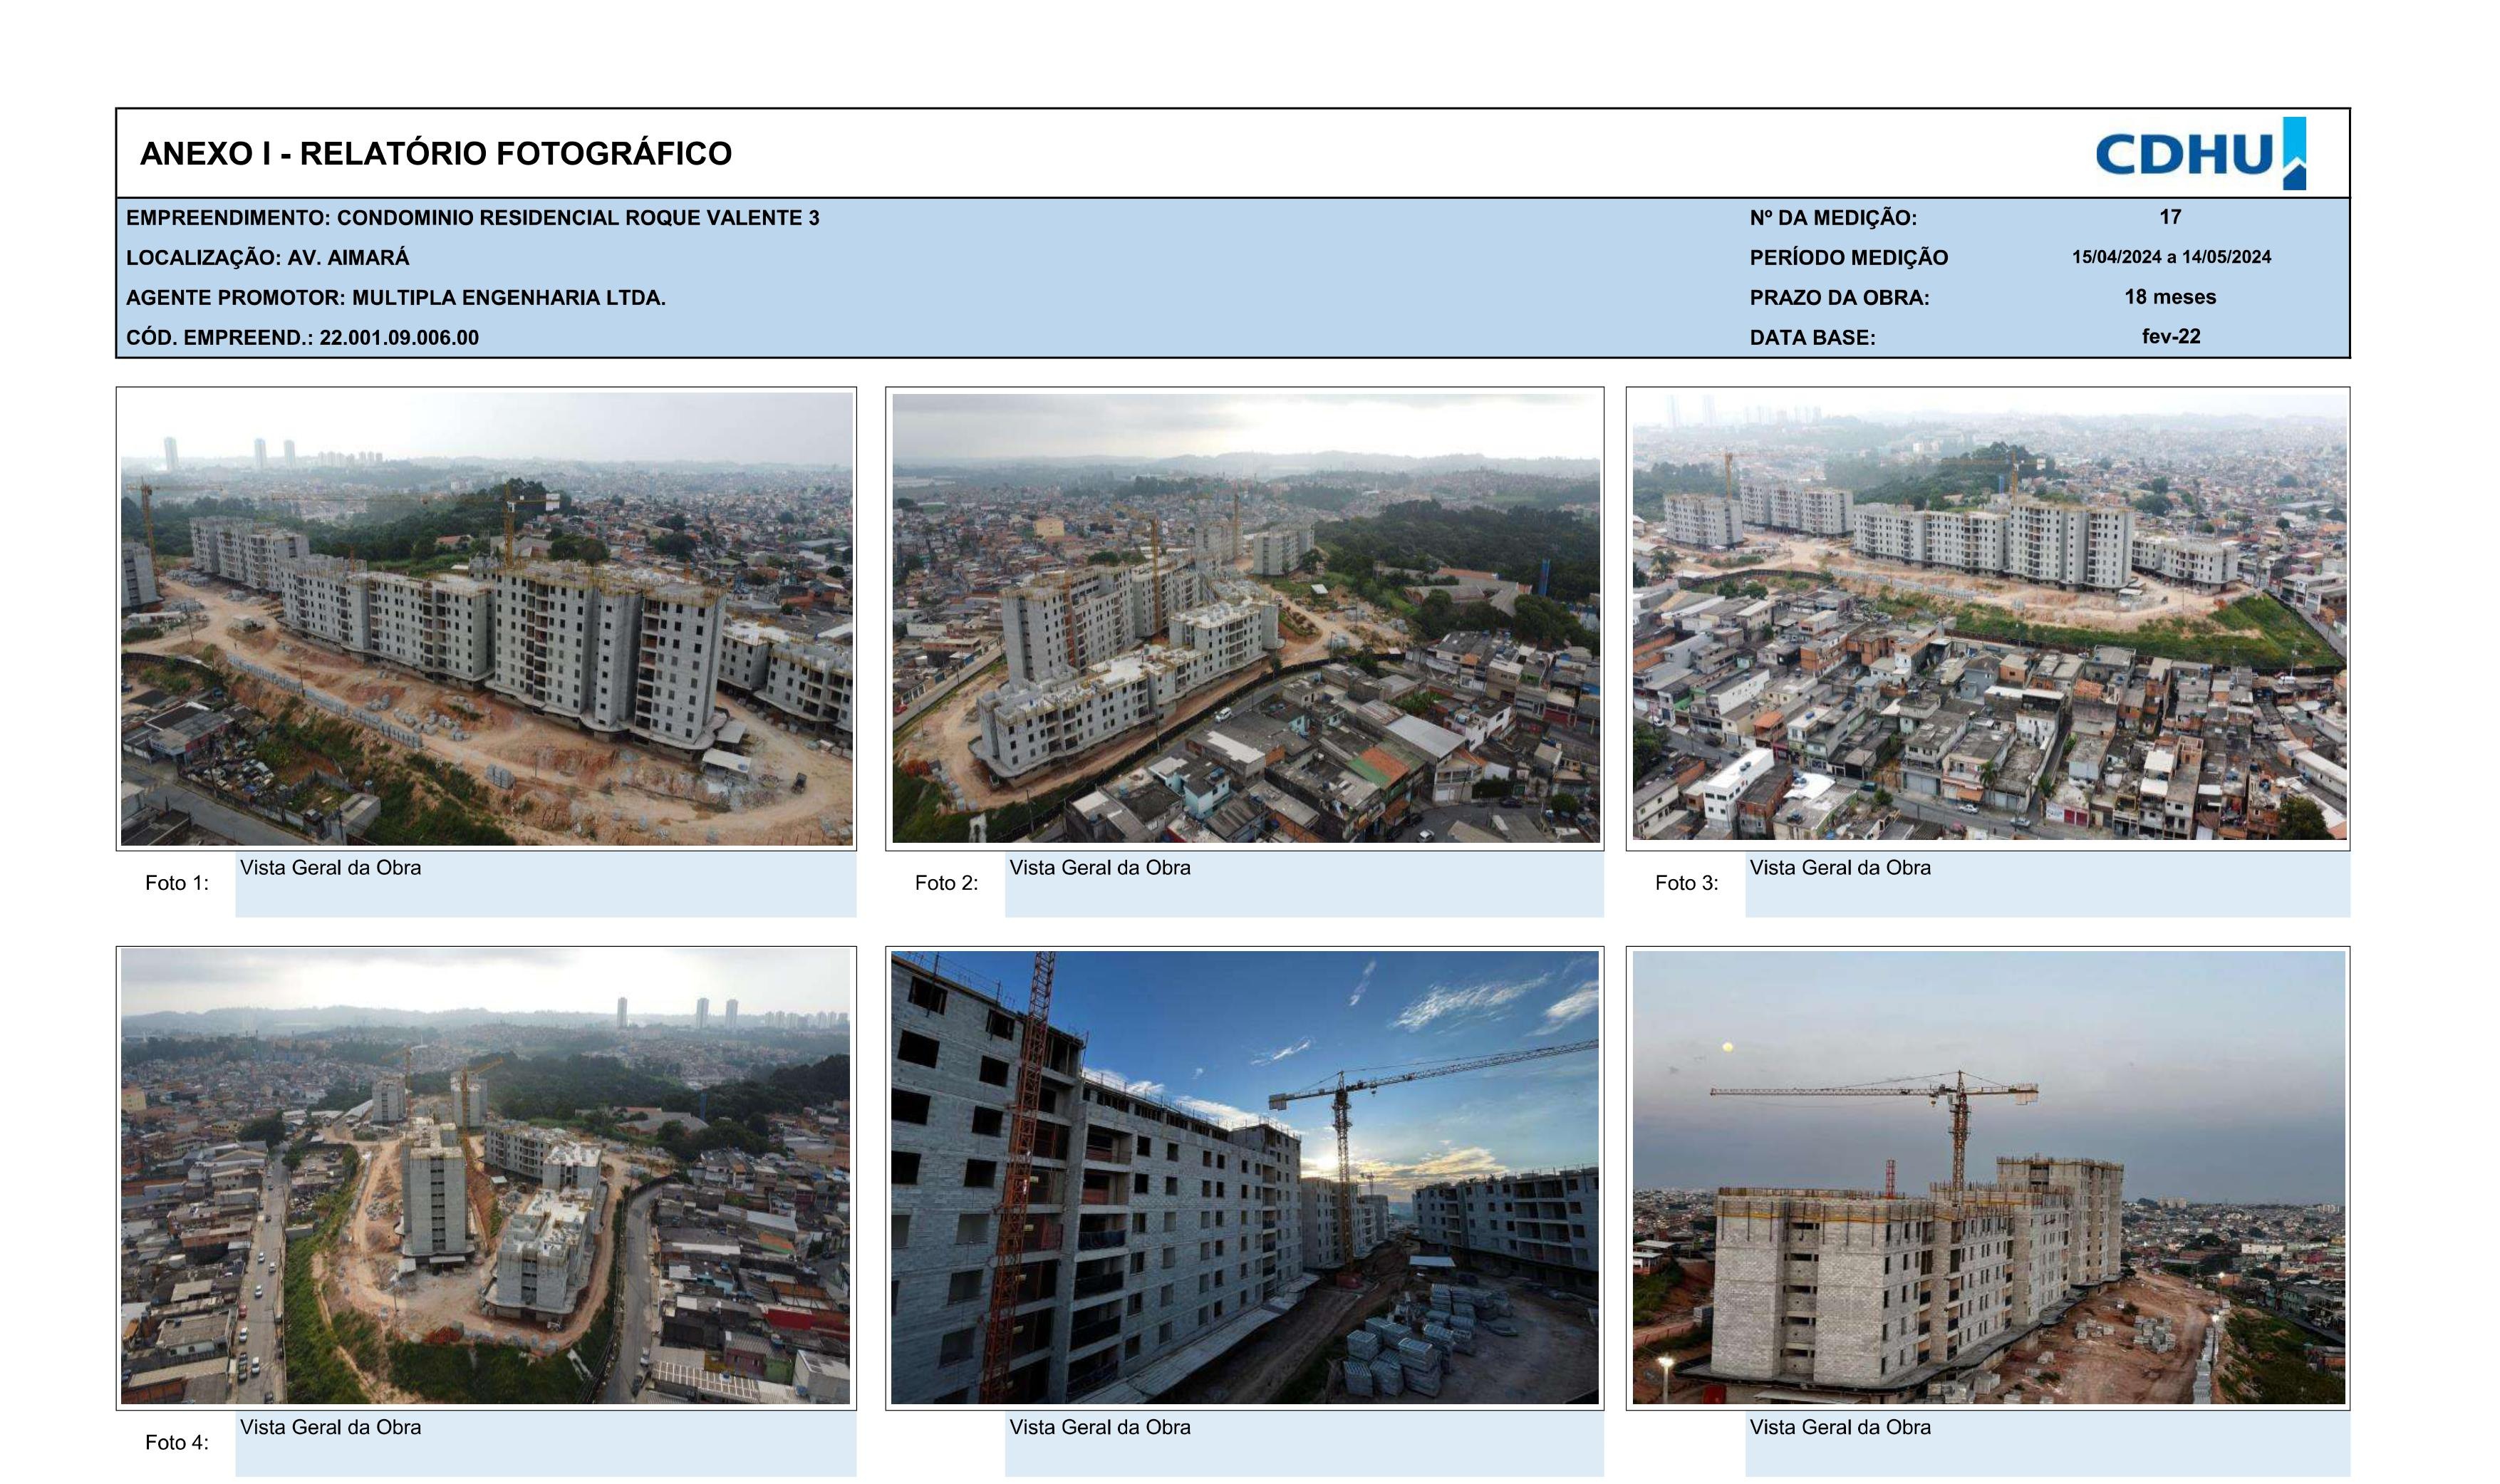 ANEXO I - RELATÓRIO FOTOGRÁFICO
CDHU
EMPREENDIMENTO: CONDOMINIO RESIDENCIAL ROQUE VALENTE 3
Nº DA MEDIÇÃO: 17
LOCALIZAÇÃO: AV. AIMARÁ
PERÍODO MEDIÇÃO 15/04/2024 a 14/05/2024
AGENTE PROMOTOR: MULTIPLA ENGENHARIA LTDA.
PRAZO DA OBRA: 18 meses
CÓD. EMPREEND.: 22.001.09.006.00
DATA BASE: fev-22
Foto 1: Vista Geral da Obra
Foto 2: Vista Geral da Obra
Foto 3: Vista Geral da Obra
Foto 4: Vista Geral da Obra
Vista Geral da Obra
Vista Geral da Obra